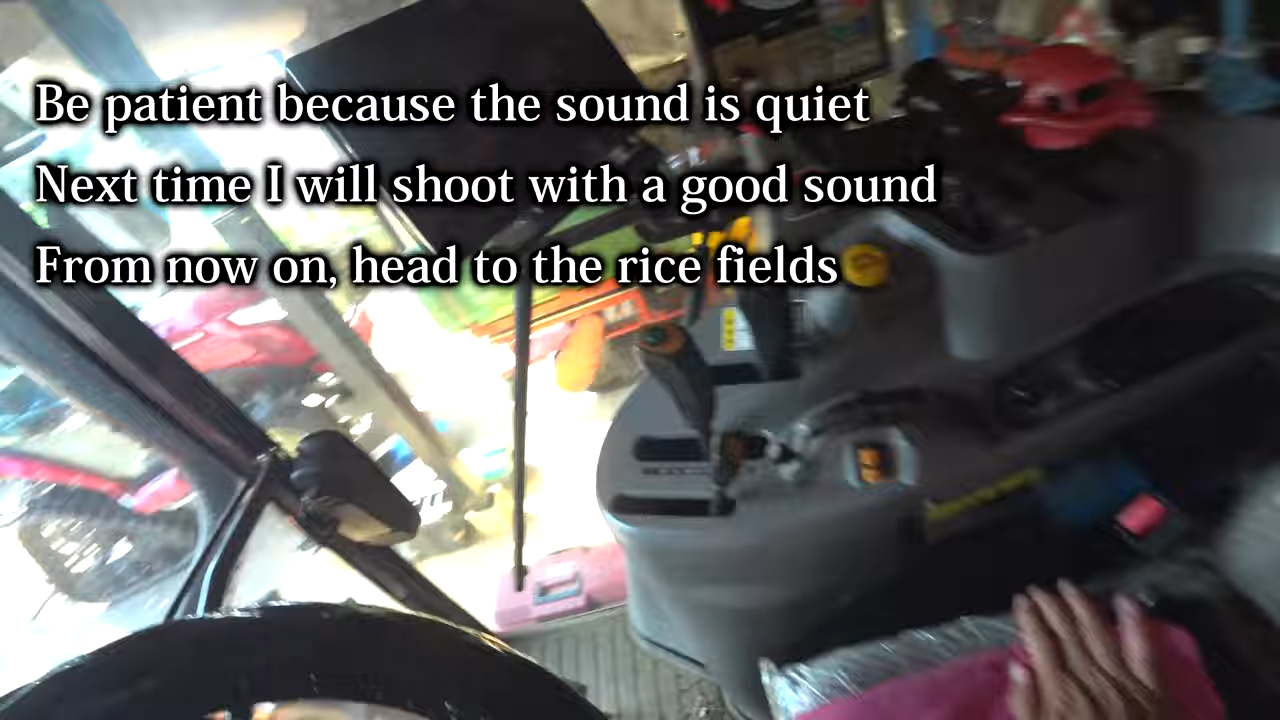 Be patient because the sound is quiet
Next time I will shoot with a good sound
From now on, head to the rice fields